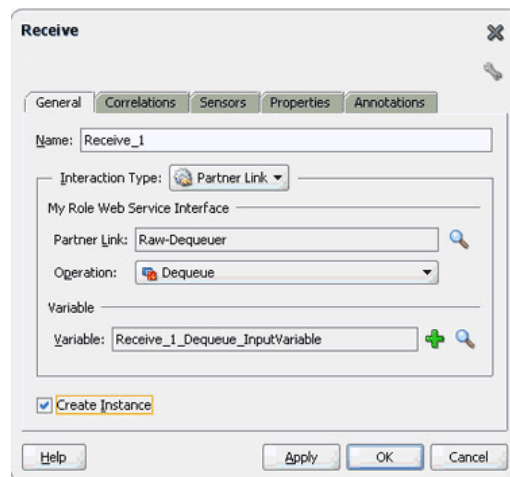 Receive
General Correlations Sensors Properties Annotations
Name: Receive_1
Interaction Type: Partner Link
My Role Web Service Interface
Partner Link: Raw-Dequeuer
Operation: Dequeue
Variable
Variable: Receive_1_Dequeue_InputVariable
Create Instance
Help Apply OK Cancel